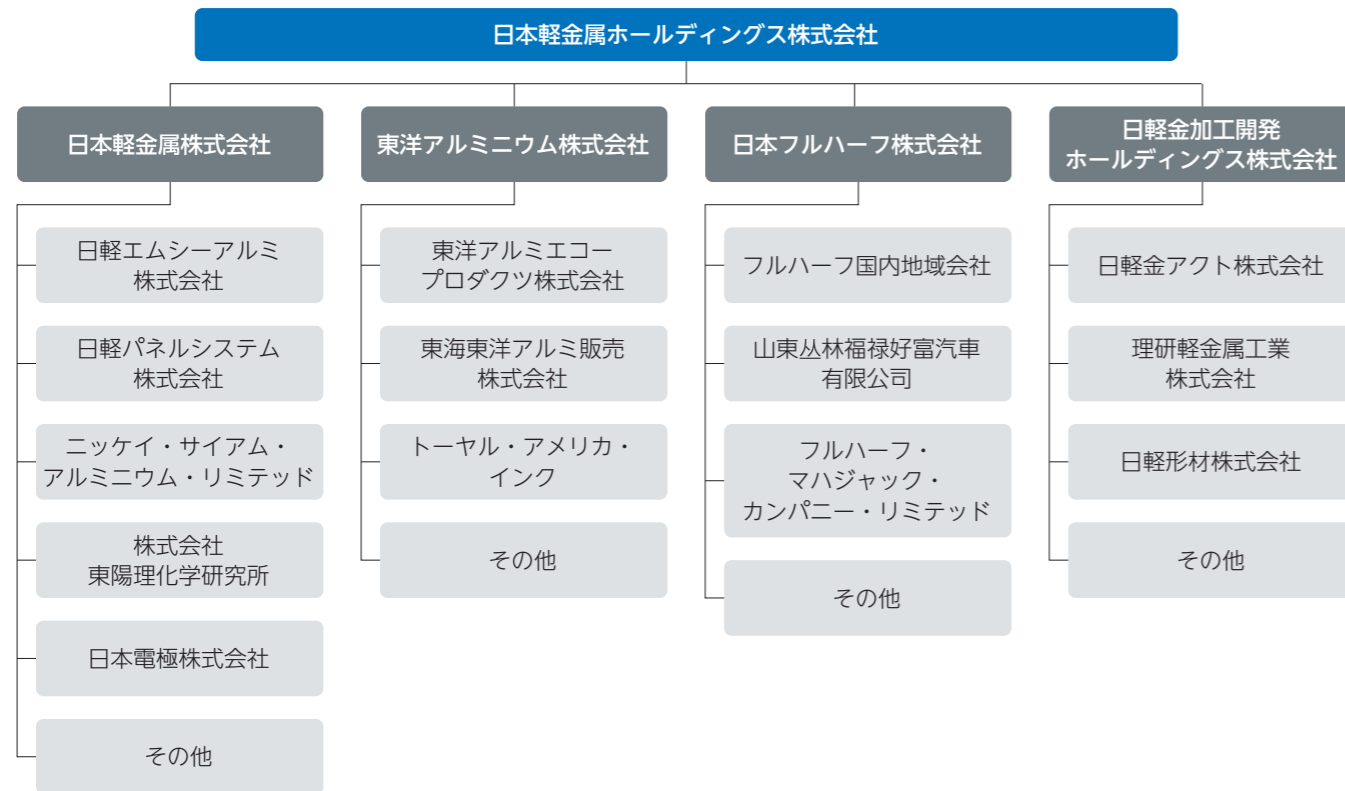 日本軽金属ホールディングス株式会社
日本軽金属株式会社
日軽エムシーアルミ
株式会社
日軽パネルシステム
株式会社
ニッケイ・サイアム・
アルミニウム・リミテッド
株式会社
東陽理化学研究所
日本電極株式会社
その他
東洋アルミニウム株式会社
東洋アルミエコー
プロダクツ株式会社
東海東洋アルミ販売
株式会社
トーヤル・アメリカ・
インク
その他
日本フルハーフ株式会社
フルハーフ国内地域会社
山東丛林福禄好富汽車
有限公司
フルハーフ・
マハジャック・
カンパニー・リミテッド
その他
日軽金加工開発
ホールディングス株式会社
日軽金アクト株式会社
理研軽金属工業
株式会社
日軽形材株式会社
その他